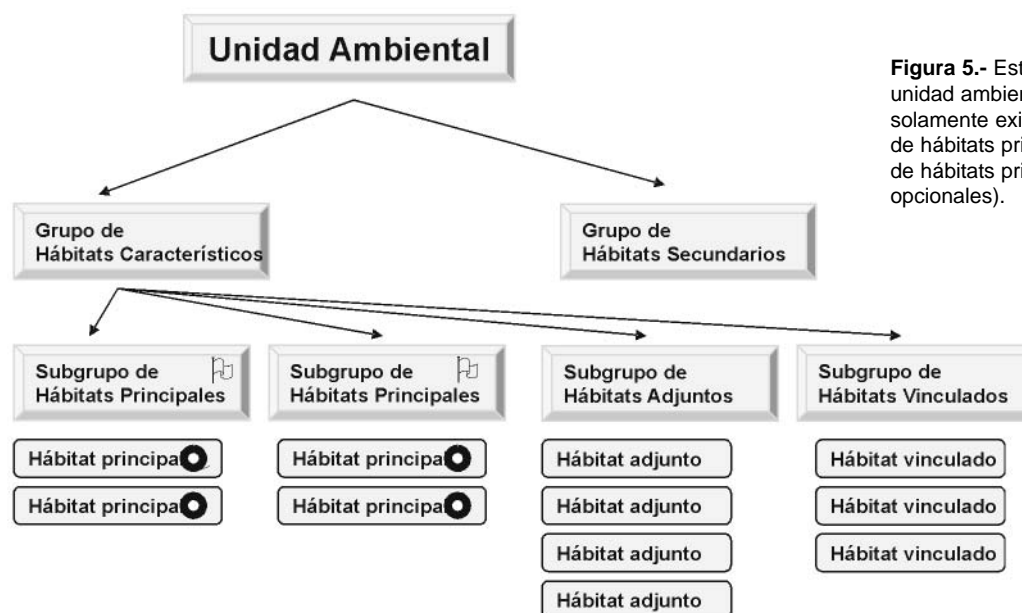 Unidad Ambiental
Figura 5.- Est
unidad ambier
solamente exi
de hábitats pri
de hábitats pri
opcionales).
Grupo de
Hábitats Característicos
Grupo de
Hábitats Secundarios
Subgrupo de
Hábitats Principales
Subgrupo de
Hábitats Principales
Subgrupo de
Hábitats Adjuntos
Subgrupo de
Hábitats Vinculados
Hábitat principa
Hábitat principa
Hábitat adjunto
Hábitat vinculado
Hábitat principa
Hábitat principa
Hábitat adjunto
Hábitat vinculado
Hábitat adjunto
Hábitat vinculado
Hábitat adjunto